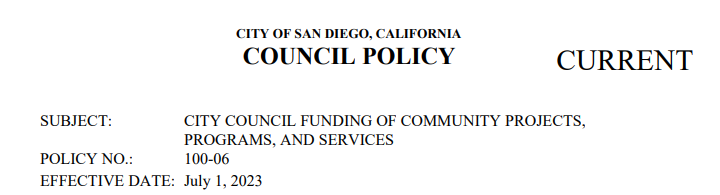 CITY OF SAN DIEGO, CALIFORNIA
COUNCIL POLICY
CURRENT
SUBJECT: CITY COUNCIL FUNDING OF COMMUNITY PROJECTS,
PROGRAMS, AND SERVICES
POLICY NO.: 100-06
EFFECTIVE DATE: July 1, 2023